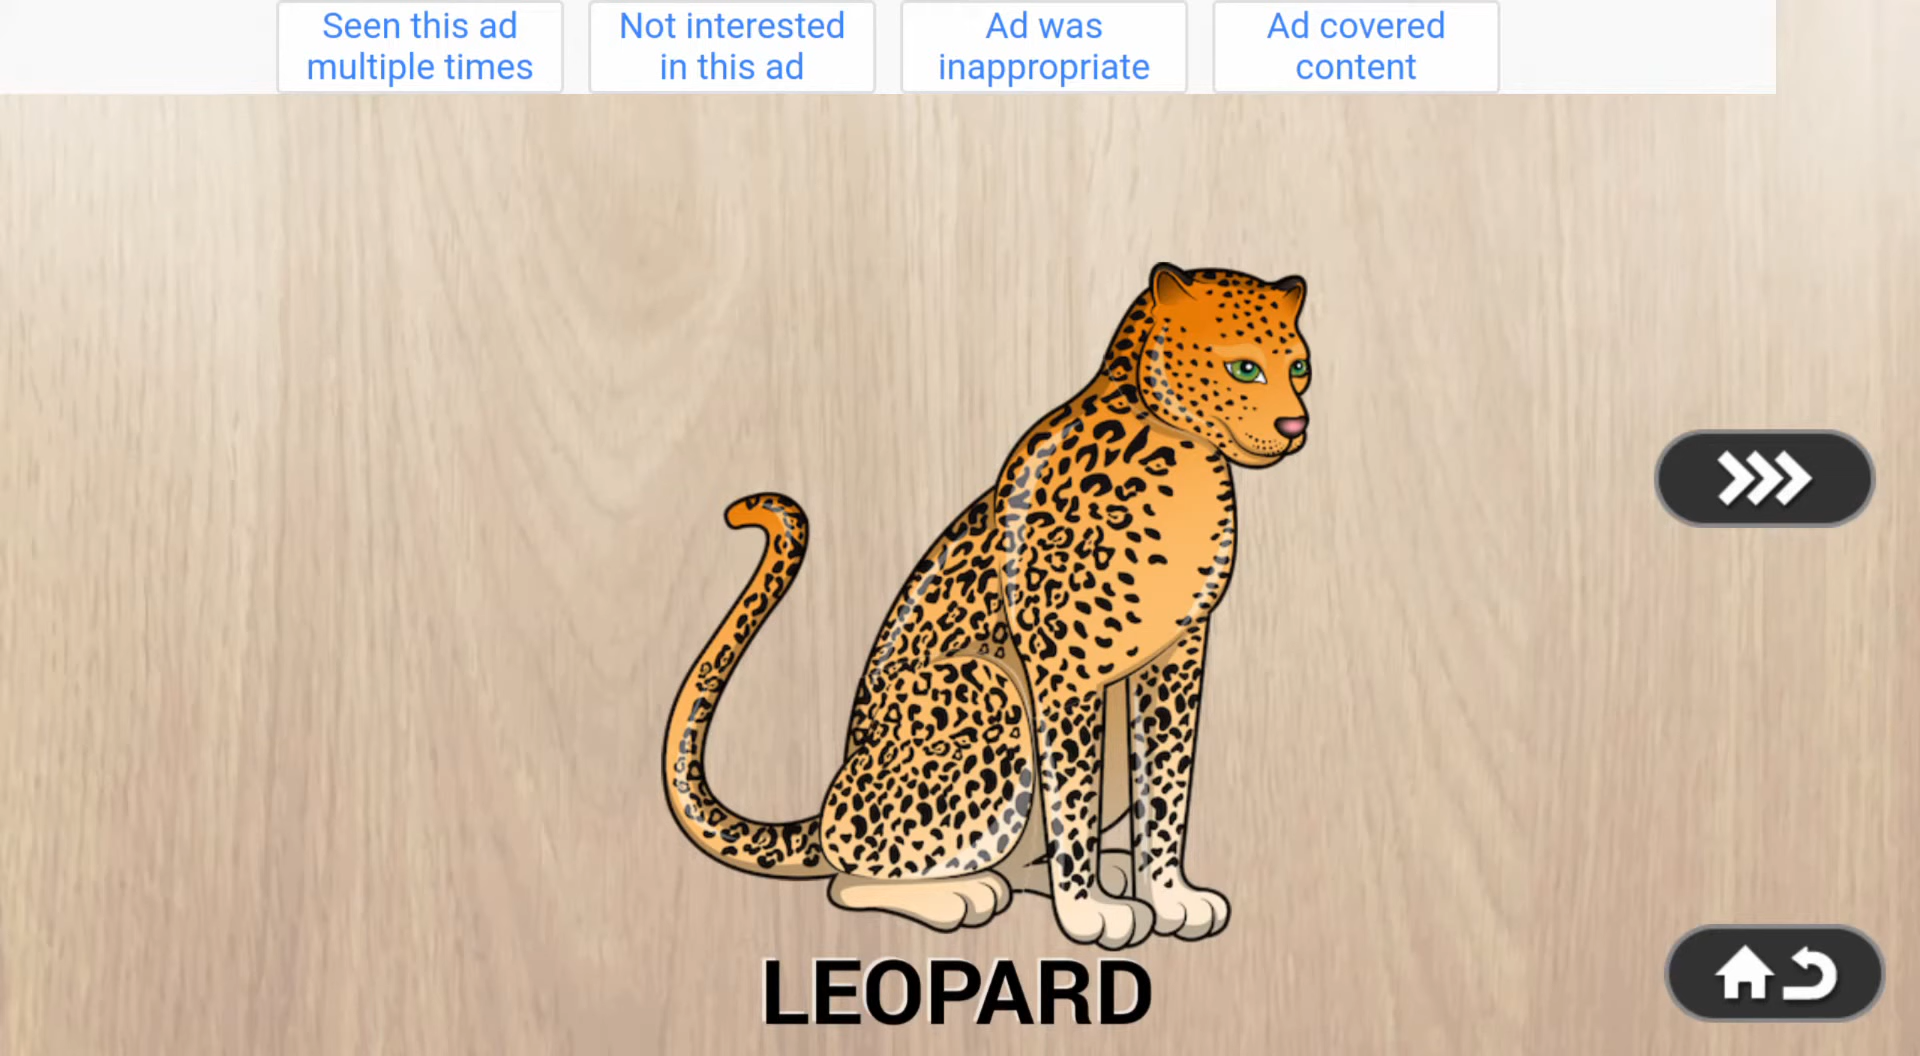 Seen this ad
multiple times
Not interested
in this ad
Ad was
inappropriate
Ad covered
content
LEOPARD